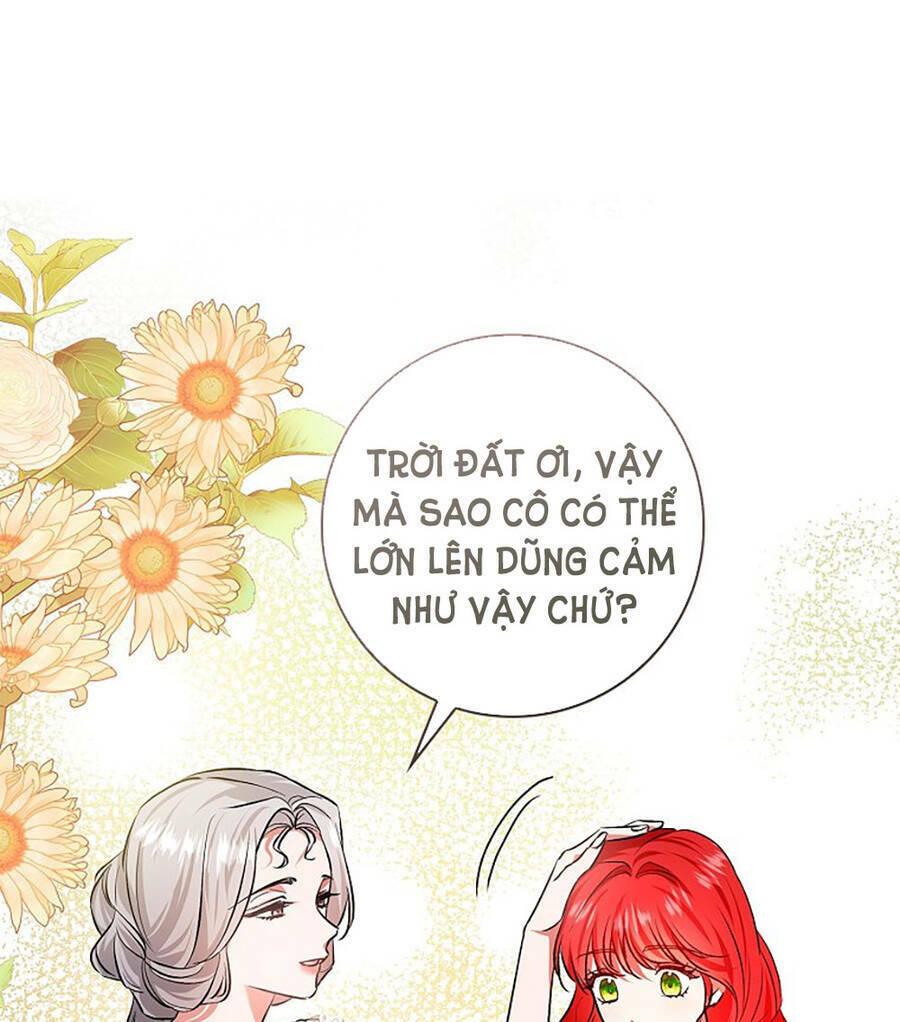 TRỜI ĐẤT ƠI, VẬY
MÀ SAO CÔ CÓ THỂ
LỚN LÊN DŨNG CẢM
NHƯ VẬY CHỨ?